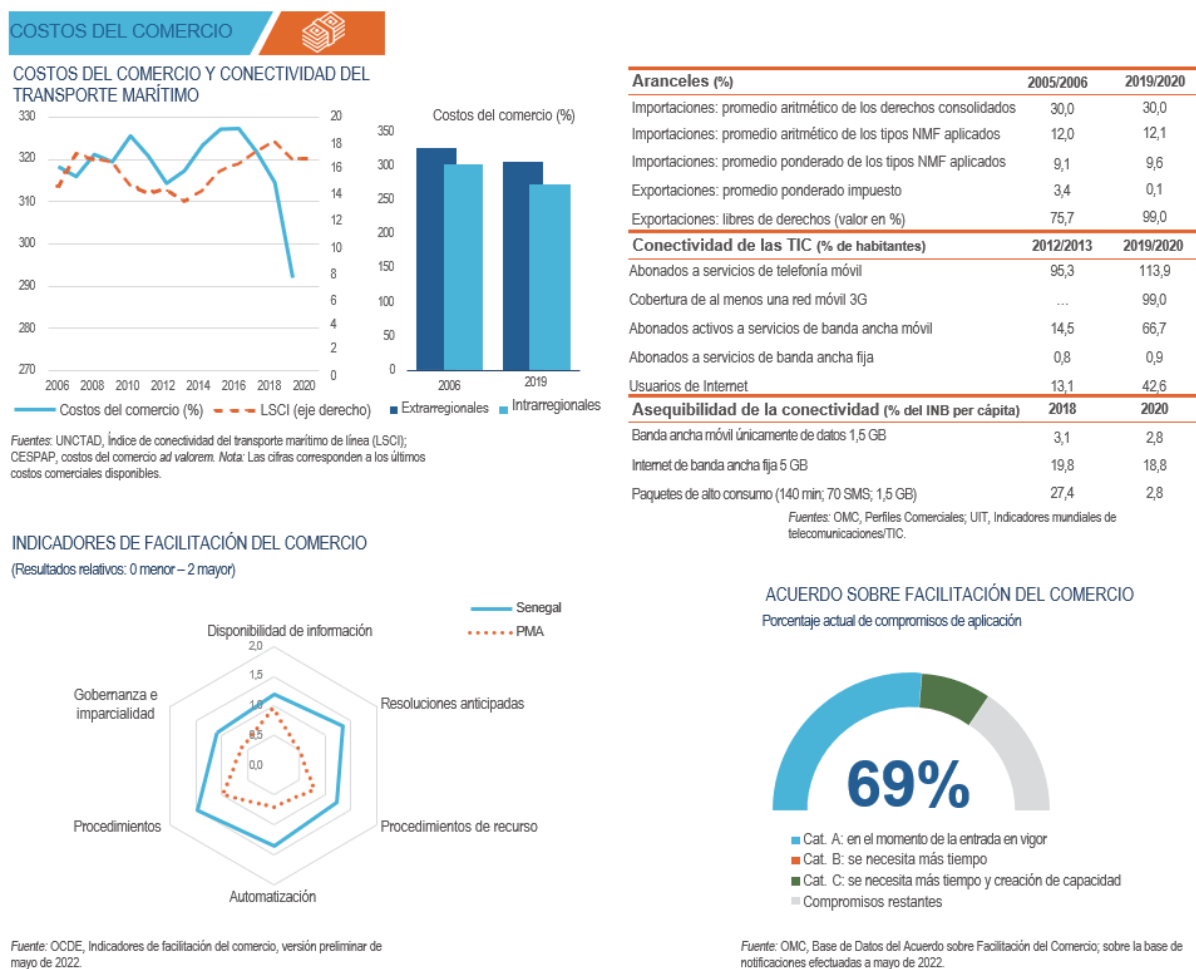 COSTOS DEL COMERCIO
COSTOS DEL COMERCIO Y CONECTIVIDAD DEL
TRANSPORTE MARÍTIMO
330
320
310
300
290
280
270
20
18
16
14
12
10
8
6
4
2
0
2006 2008 2010 2012 2014 2016 2018 2020
Costos del comercio (%) LSCI (eje derecho)
Costos del comercio (%)
350
300
250
200
150
100
50
0
2006 2019
Extrarregionales Intrarregionales
Fuentes: UNCTAD, Índice de conectividad del transporte marítimo de línea (LSCI);
CESPAP, costos del comercio ad valorem. Nota: Las cifras corresponden a los últimos
costos comerciales disponibles.
Aranceles (%) 2005/2006 2019/2020
Importaciones: promedio aritmético de los derechos consolidados 30,0 30,0
Importaciones: promedio aritmético de los tipos NMF aplicados 12,0 12,1
Importaciones: promedio ponderado de los tipos NMF aplicados 9,1 9,6
Exportaciones: promedio ponderado impuesto 3,4 0,1
Exportaciones: libres de derechos (valor en %) 75,7 99,0
Conectividad de las TIC (% de habitantes) 2012/2013 2019/2020
Abonados a servicios de telefonía móvil 95,3 113,9
Cobertura de al menos una red móvil 3G ... 99,0
Abonados activos a servicios de banda ancha móvil 14,5 66,7
Abonados a servicios de banda ancha fija 0,8 0,9
Usuarios de Internet 13,1 42,6
Asequibilidad de la conectividad (% del INB per cápita) 2018 2020
Banda ancha móvil únicamente de datos 1,5 GB 3,1 2,8
Internet de banda ancha fija 5 GB 19,8 18,8
Paquetes de alto consumo (140 min; 70 SMS; 1,5 GB) 27,4 2,8
Fuentes: OMC, Perfiles Comerciales; UIT, Indicadores mundiales de
telecomunicaciones/TIC.
INDICADORES DE FACILITACIÓN DEL COMERCIO
(Resultados relativos: 0 menor – 2 mayor)
Senegal
PMA
Disponibilidad de información
2,0
1,5
1,0
0,5
0,0
Gobernanza e
imparcialidad
Resoluciones anticipadas
Procedimientos
Procedimientos de recurso
Automatización
Fuente: OCDE, Indicadores de facilitación del comercio, versión preliminar de
mayo de 2022.
ACUERDO SOBRE FACILITACIÓN DEL COMERCIO
Porcentaje actual de compromisos de aplicación
69%
Cat. A: en el momento de la entrada en vigor
Cat. B: se necesita más tiempo
Cat. C: se necesita más tiempo y creación de capacidad
Compromisos restantes
Fuente: OMC, Base de Datos del Acuerdo sobre Facilitación del Comercio; sobre la base de
notificaciones efectuadas a mayo de 2022.